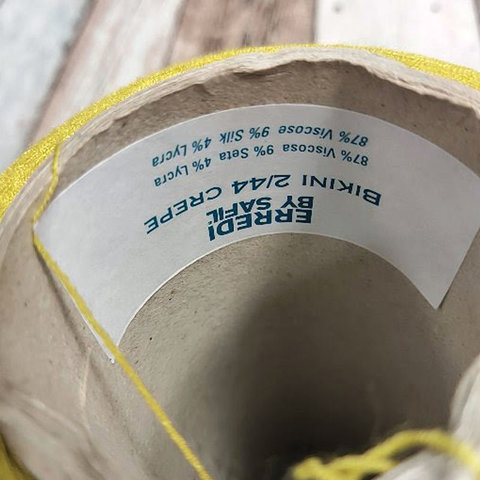 ERREDI
BY SAFIL
BIKINI 2/44 CREPE
87% Viscosa 9% Seta 4% Lycra
87% Viscose 9% Silk 4% Lycra